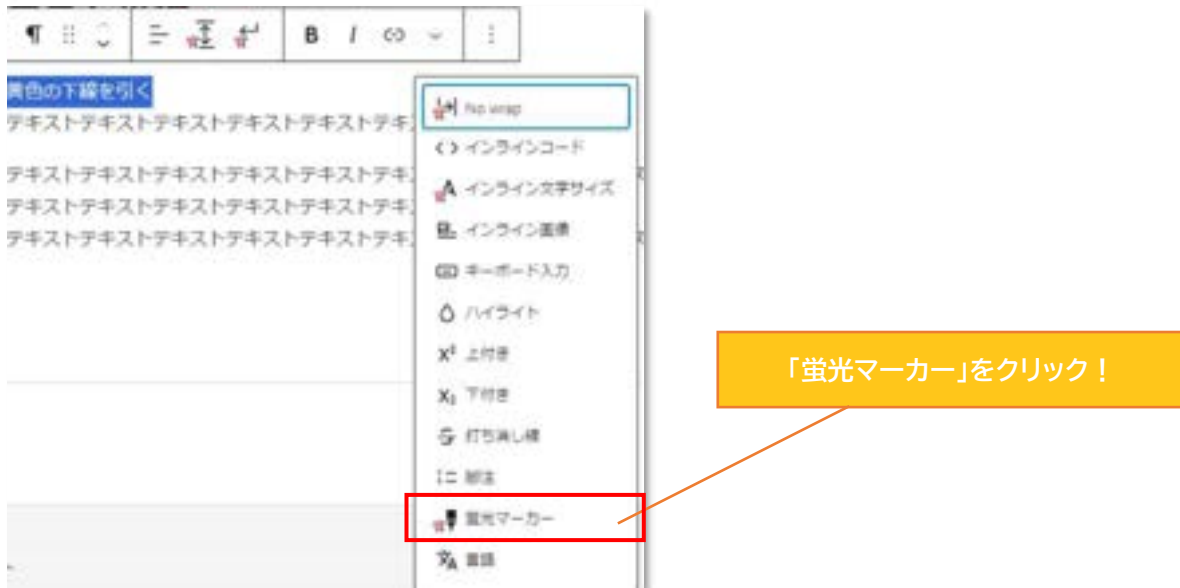 B I
黄色の下線を引く
テキストテキストテキストテキストテキストテキ
テキストテキストテキストテキストテキストテキ
テキストテキストテキストテキストテキストテキ
テキストテキストテキストテキストテキストテキ
No wrap
インラインコード
インライン文字サイズ
インライン画像
キーボード入力
ハイライト
上付き
下付き
打ち消し線
脚注
蛍光マーカー
言語
「蛍光マーカー」をクリック！